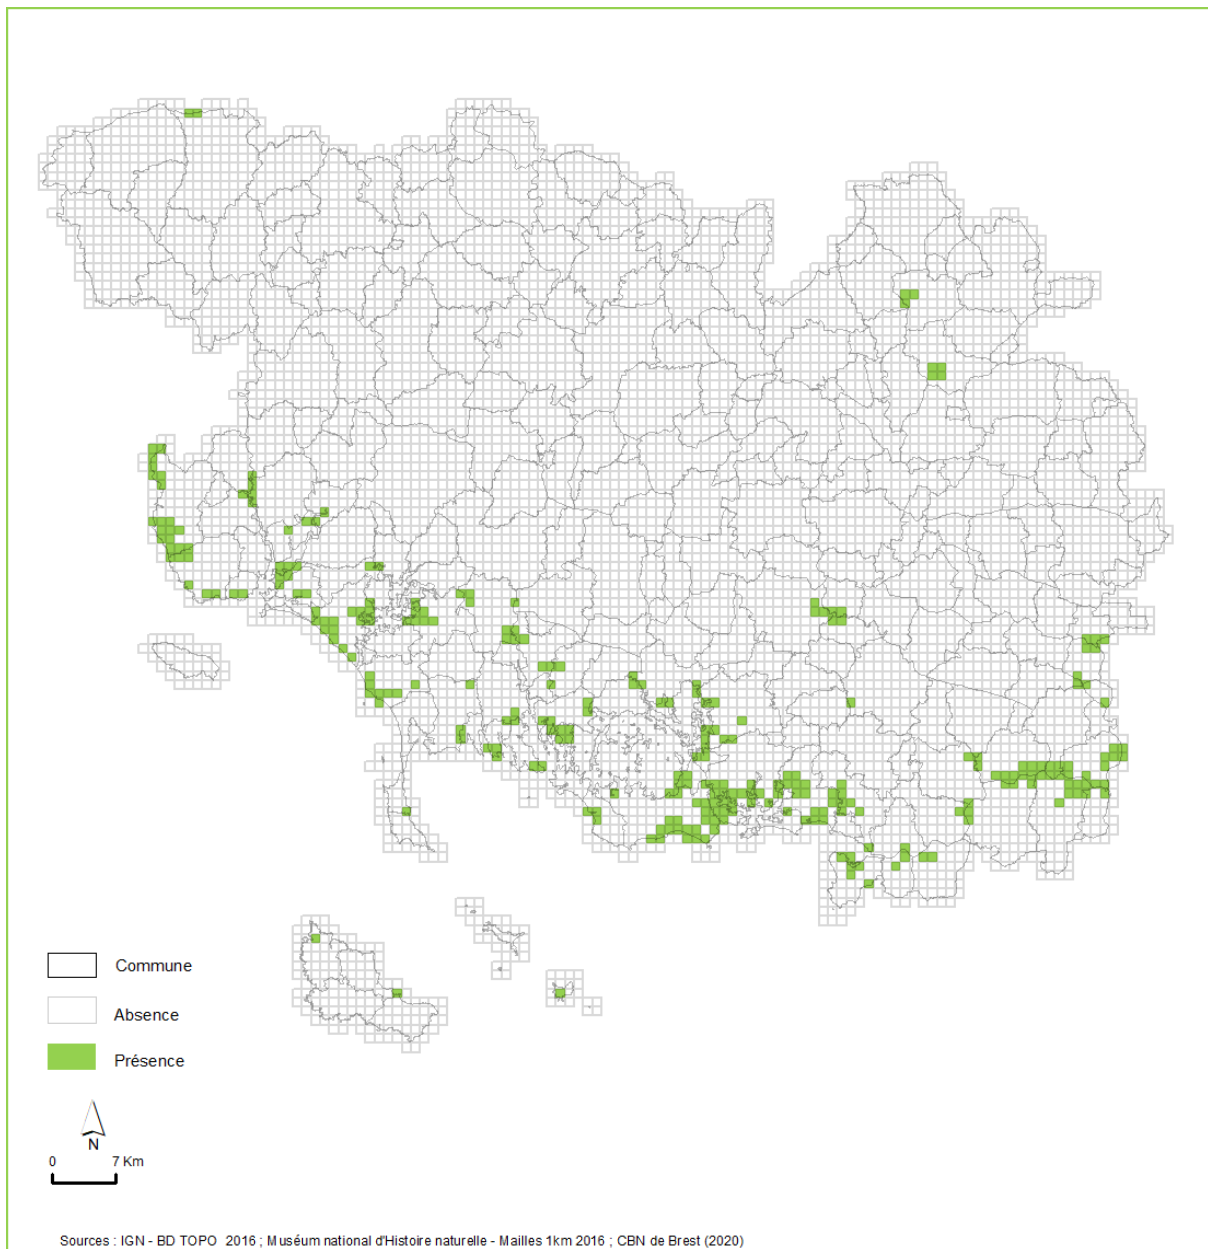 Commune
Absence
Présence
N
0 7 Km
Sources : IGN - BD TOPO 2016 ; Muséum national d'Histoire naturelle - Mailles 1km 2016 ; CBN de Brest (2020)